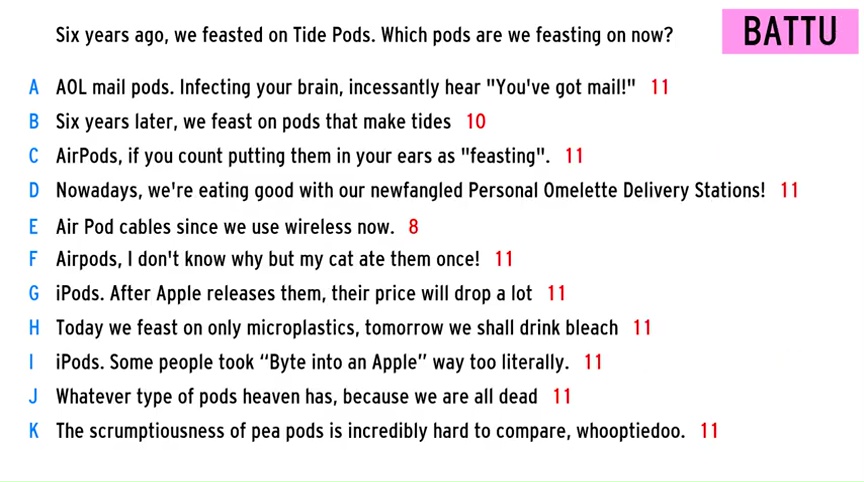 Six years ago, we feasted on Tide Pods. Which pods are we feasting on now?
BATTU
A AOL mail pods. Infecting your brain, incessantly hear "You've got mail!" 11
B Six years later, we feast on pods that make tides 10
C AirPods, if you count putting them in your ears as "feasting". 11
D Nowadays, we're eating good with our newfangled Personal Omelette Delivery Stations! 11
E Air Pod cables since we use wireless now. 8
F Airpods, I don't know why but my cat ate them once! 11
G iPods. After Apple releases them, their price will drop a lot 11
H Today we feast on only microplastics, tomorrow we shall drink bleach 11
I iPods. Some people took “Byte into an Apple” way too literally. 11
J Whatever type of pods heaven has, because we are all dead 11
K The scrumptiousness of pea pods is incredibly hard to compare, whooptiedoo. 11